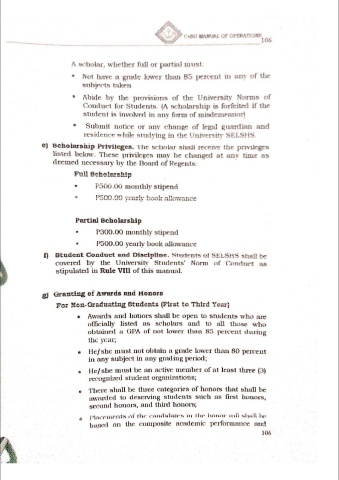 CvSU MANUAL OF OPERATIONS
106
A scholar, whether full or partial must:
• Not have a grade lower than 85 percent in any of the
subjects taken
• Abide by the provisions of the University Norms of
Conduct for Students. (A scholarship is forfeited if the
student is involved in any form of misdemeanor)
• Submit notice or any change of legal guardian and
residence while studying in the University SELSHS.
e) Scholarship Privileges. The scholar shall receive the privileges
listed below. These privileges may be changed at any time as
deemed necessary by the Board of Regents:
Full Scholarship
• P500.00 monthly stipend
• P500.00 yearly book allowance
Partial Scholarship
• P300.00 monthly stipend
• P500.00 yearly book allowance
f) Student Conduct and Discipline. Students of SELSHS shall be
covered by the University Students' Norm of Conduct as
stipulated in Rule VIII of this manual.
g) Granting of Awards and Honors
For Non-Graduating Students (First to Third Year)
• Awards and honors shall be open to students who are
officially listed as scholars and to all those who
obtained a GPA of not lower than 85 percent during
the year;
• He/she must not obtain a grade lower than 80 percent
in any subject in any grading period;
• He/she must be an active member of at least three (3)
recognized student organizations;
• There shall be three categories of honors that shall be
awarded to deserving students such as first honors,
second honors, and third honors;
• Placements of the candidates in the honor roll shall be
based on the composite academic performance and
106